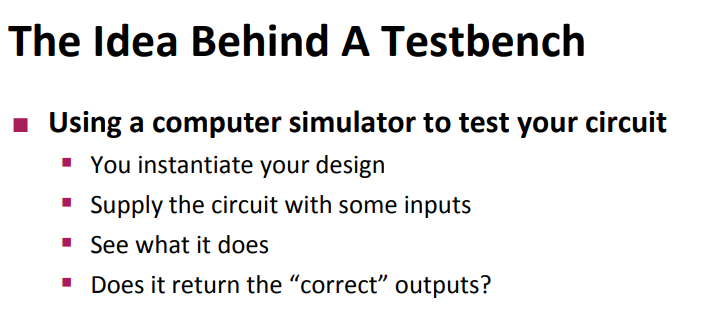 The Idea Behind A Testbench
Using a computer simulator to test your circuit
You instantiate your design
Supply the circuit with some inputs
See what it does
Does it return the “correct” outputs?